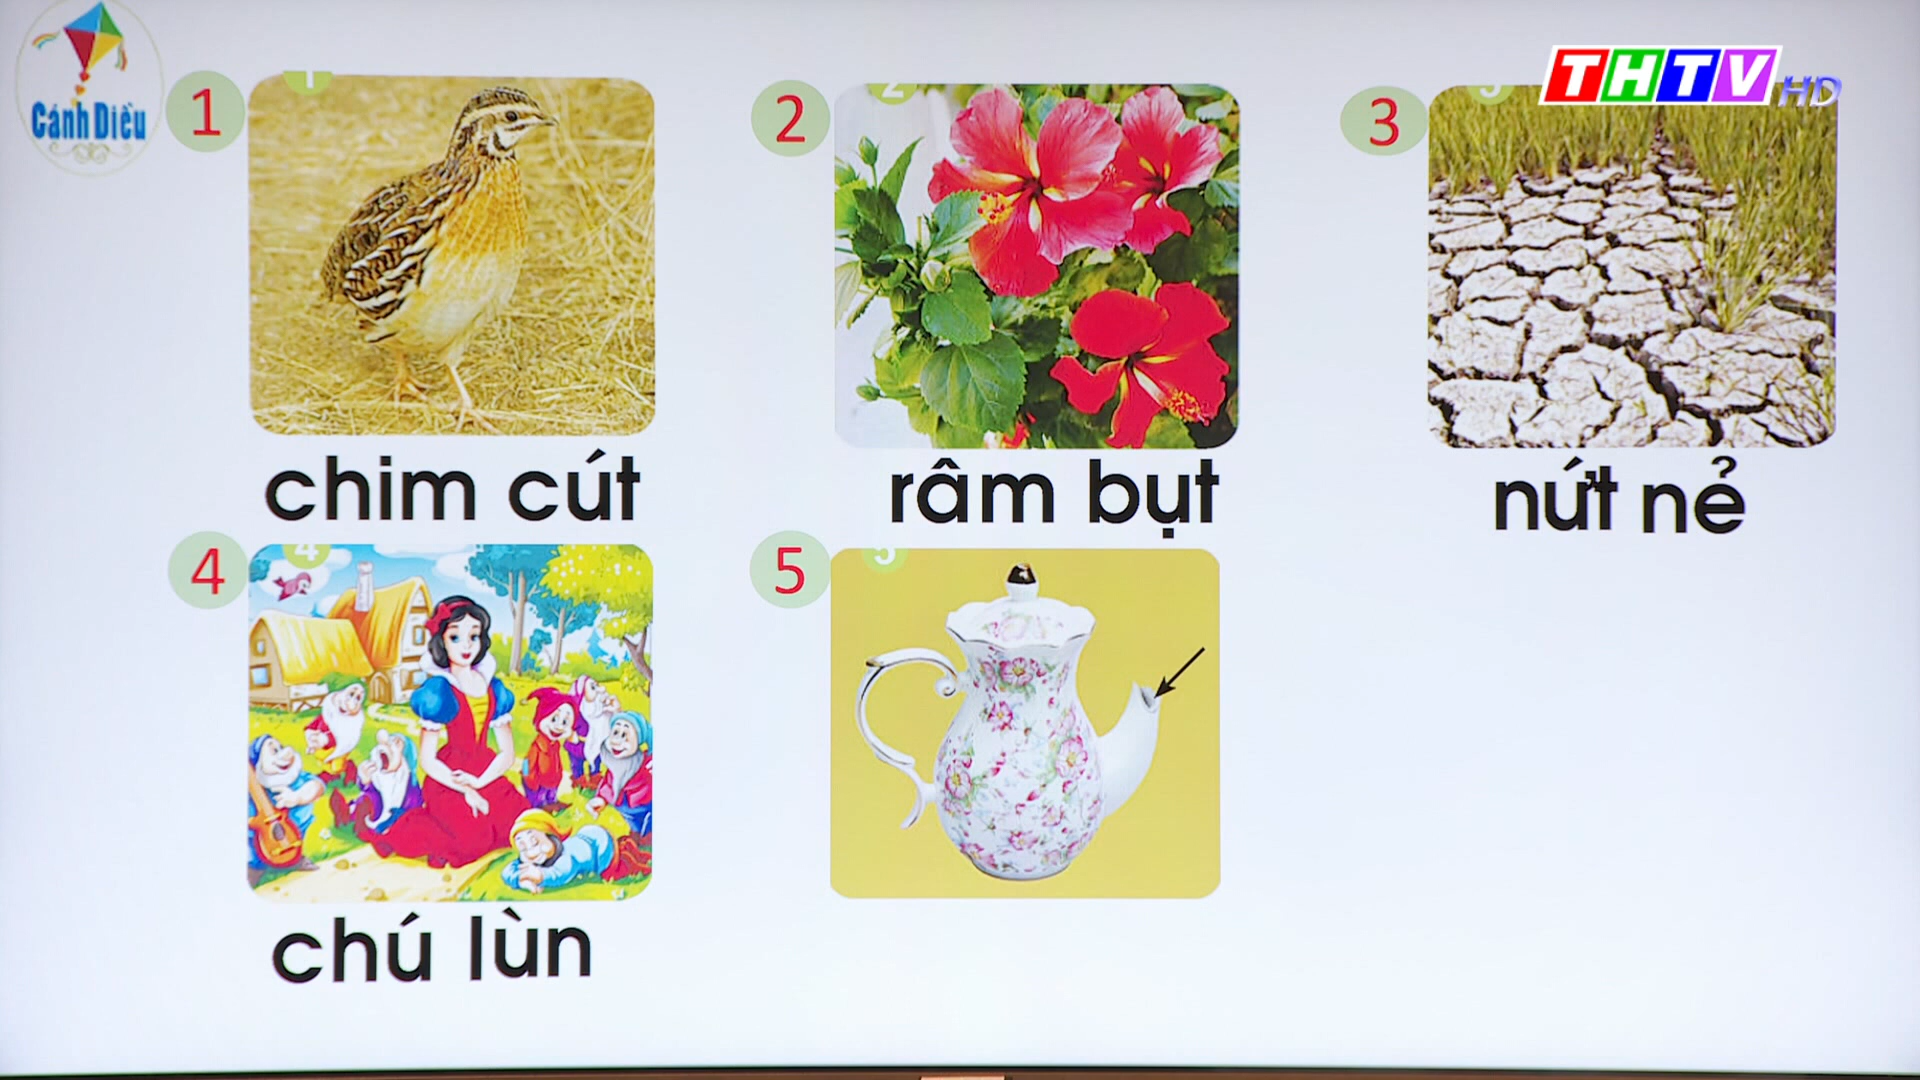 Cánh Diều
THTV HD
1
2
3
chim cút
râm bụt
nứt nẻ
4
5
chú lùn